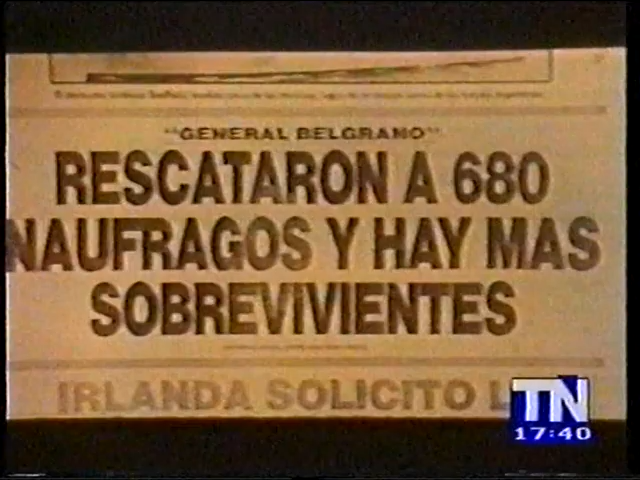 "GENERAL BELGRANO"
RESCATARON A 680
NAUFRAGOS Y HAY MAS
SOBREVIVIENTES
IRLANDA SOLICITO L
TN
17:40